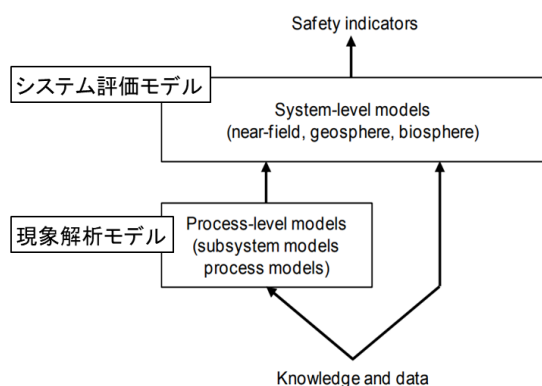 Safety indicators
システム評価モデル
System-level models
(near-field, geosphere, biosphere)
現象解析モデル
Process-level models
(subsystem models
process models)
Knowledge and data